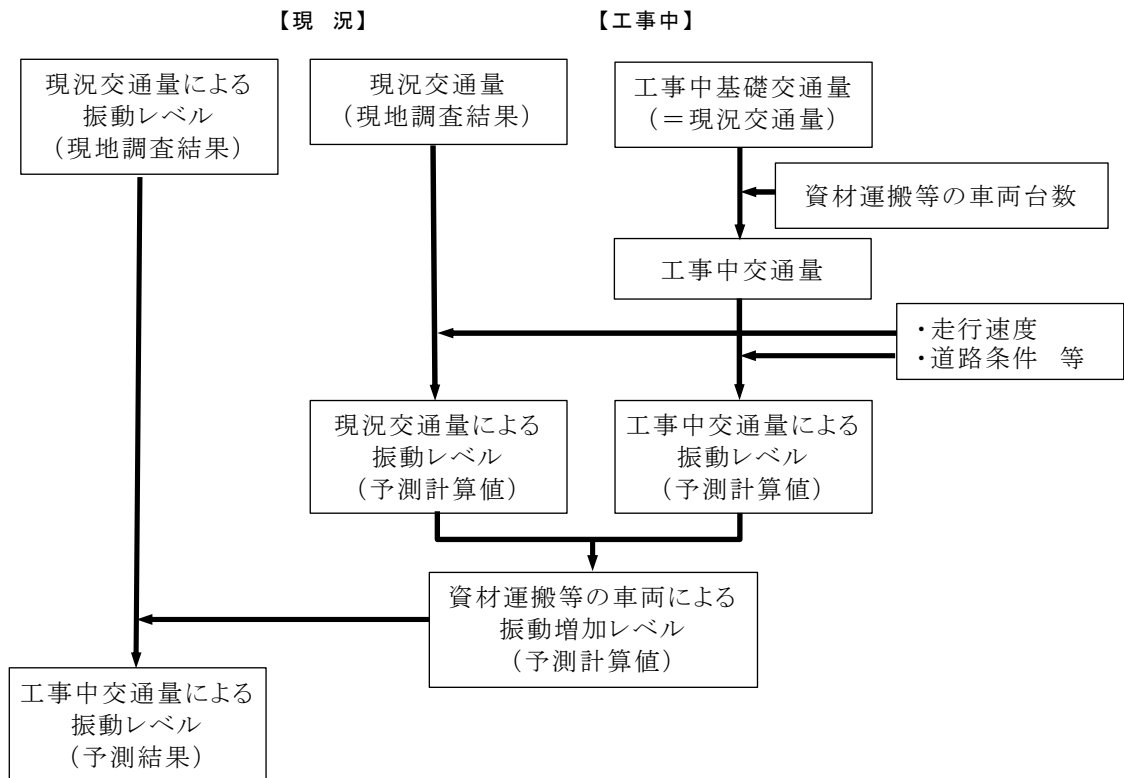 【現　況】
【工事中】
現況交通量による
振動レベル
（現地調査結果）
現況交通量
（現地調査結果）
工事中基礎交通量
（＝現況交通量）
資材運搬等の車両台数
工事中交通量
・走行速度
・道路条件　等
現況交通量による
振動レベル
（予測計算値）
工事中交通量による
振動レベル
（予測計算値）
資材運搬等の車両による
振動増加レベル
（予測計算値）
工事中交通量による
振動レベル
（予測結果）